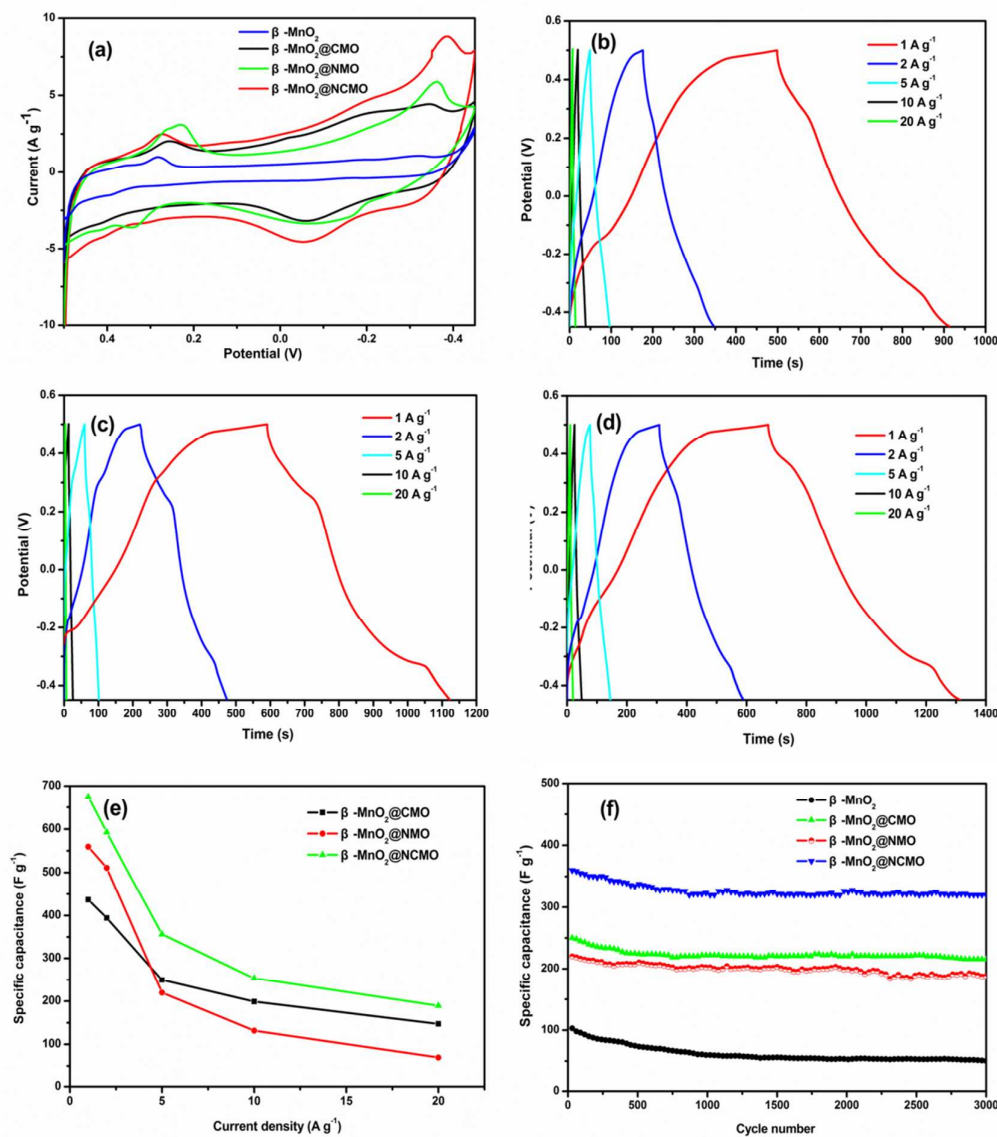 (a)
β -MnO2
β -MnO2@CMO
β -MnO2@NMO
β -MnO2@NCMO
Current (A g-1)
10
5
0
-5
-10
0.4
0.2
0.0
-0.2
-0.4
Potential (V)
(b)
1 A g-1
2 A g-1
5 A g-1
10 A g-1
20 A g-1
Potential (V)
0.6
0.4
0.2
0.0
-0.2
-0.4
0 100 200 300 400 500 600 700 800 900 1000
Time (s)
(c)
1 A g-1
2 A g-1
5 A g-1
10 A g-1
20 A g-1
Potential (V)
0.6
0.4
0.2
0.0
-0.2
-0.4
0 100 200 300 400 500 600 700 800 900 1000 1100 1200
Time (s)
(d)
1 A g-1
2 A g-1
5 A g-1
10 A g-1
20 A g-1
0.6
0.4
0.2
0.0
-0.2
-0.4
0 200 400 600 800 1000 1200 1400
Time (s)
(e)
β -MnO2@CMO
β -MnO2@NMO
β -MnO2@NCMO
Specific capacitance (F g-1)
700
600
500
400
300
200
100
0
0 5 10 15 20
Current density (A g-1)
(f)
β -MnO2
β -MnO2@CMO
β -MnO2@NMO
β -MnO2@NCMO
Specific capacitance (F g-1)
500
400
300
200
100
0
0 500 1000 1500 2000 2500 3000
Cycle number